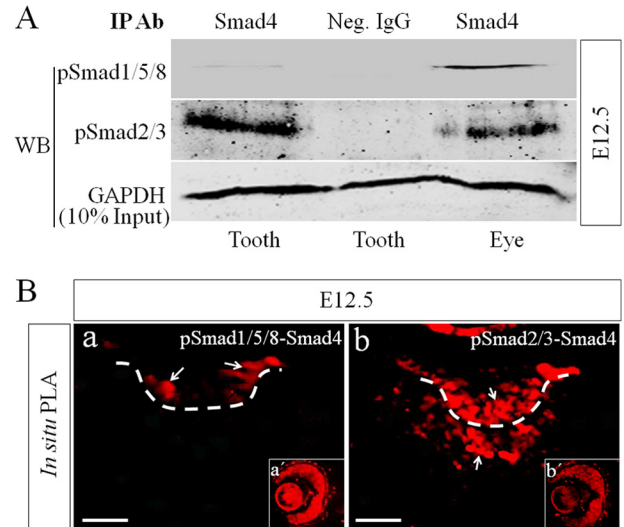 A
IP Ab Smad4 Neg. IgG Smad4
pSmad1/5/8
WB
pSmad2/3
GAPDH
(10% Input)
Tooth Tooth Eye
E12.5
B
E12.5
In situ PLA
a pSmad1/5/8-Smad4
a´
b pSmad2/3-Smad4
b´